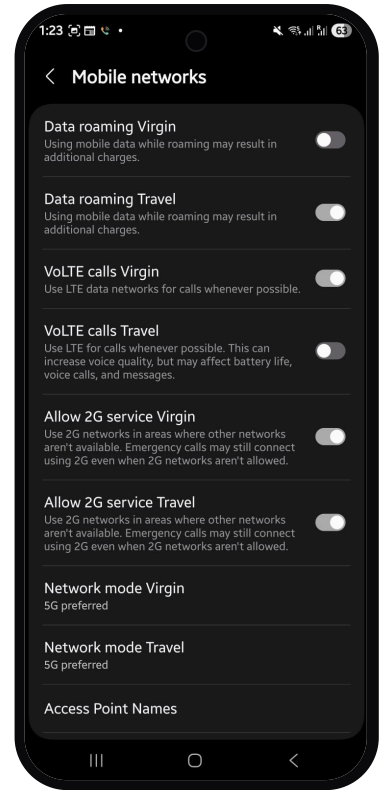 1:23 63
Mobile networks
Data roaming Virgin
Using mobile data while roaming may result in
additional charges.
Data roaming Travel
Using mobile data while roaming may result in
additional charges.
VoLTE calls Virgin
Use LTE data networks for calls whenever possible.
VoLTE calls Travel
Use LTE for calls whenever possible. This can
increase voice quality, but may affect battery life,
voice calls, and messages.
Allow 2G service Virgin
Use 2G networks in areas where other networks
aren't available. Emergency calls may still connect
using 2G even when 2G networks aren't allowed.
Allow 2G service Travel
Use 2G networks in areas where other networks
aren't available. Emergency calls may still connect
using 2G even when 2G networks aren't allowed.
Network mode Virgin
5G preferred
Network mode Travel
5G preferred
Access Point Names